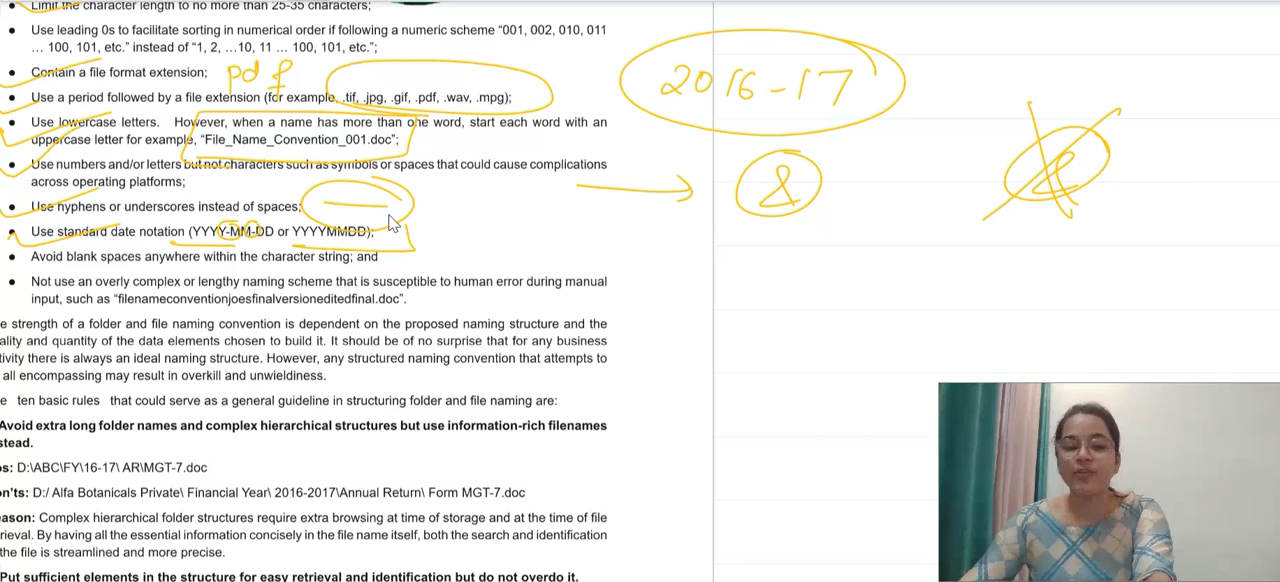 Limit the character length to no more than 25-35 characters;
• Use leading 0s to facilitate sorting in numerical order if following a numeric scheme “001, 002, 010, 011
… 100, 101, etc.” instead of “1, 2, …10, 11 … 100, 101, etc.”;
• Contain a file format extension;
pdf
2016-17
• Use a period followed by a file extension (for example, .tif, .jpg, .gif, .pdf, .wav, .mpg);
• Use lowercase letters. However, when a name has more than one word, start each word with an
uppercase letter for example, “File_Name_Convention_001.doc”;
• Use numbers and/or letters but not characters such as symbols or spaces that could cause complications
across operating platforms;
&
• Use hyphens or underscores instead of spaces;
• Use standard date notation (YYYY-MM-DD or YYYYMMDD);
• Avoid blank spaces anywhere within the character string; and
• Not use an overly complex or lengthy naming scheme that is susceptible to human error during manual
input, such as “filenameconventionjoesfinalversioneditedfinal.doc”.
e strength of a folder and file naming convention is dependent on the proposed naming structure and the
ality and quantity of the data elements chosen to build it. It should be of no surprise that for any business
tivity there is always an ideal naming structure. However, any structured naming convention that attempts to
all encompassing may result in overkill and unwieldiness.
e ten basic rules that could serve as a general guideline in structuring folder and file naming are:
Avoid extra long folder names and complex hierarchical structures but use information-rich filenames
stead.
os: D:\ABC\FY\16-17\ AR\MGT-7.doc
on'ts: D:/ Alfa Botanicals Private\ Financial Year\ 2016-2017\Annual Return\ Form MGT-7.doc
eason: Complex hierarchical folder structures require extra browsing at time of storage and at the time of file
rieval. By having all the essential information concisely in the file name itself, both the search and identification
the file is streamlined and more precise.
Put sufficient elements in the structure for easy retrieval and identification but do not overdo it.